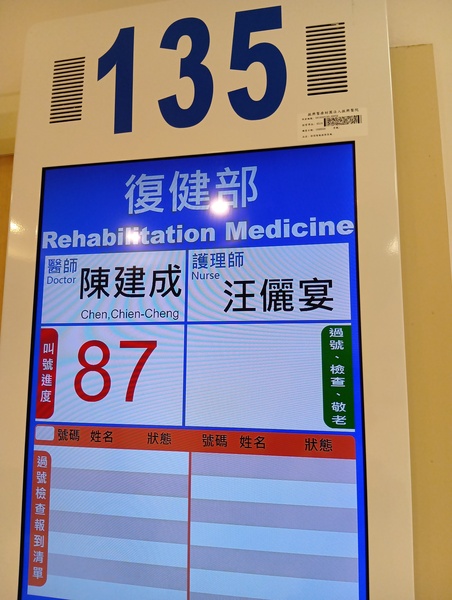 135
復健部
Rehabilitation Medicine
醫師
Doctor
陳建成
Chen,Chien-Cheng
護理師
Nurse
汪儷宴
叫號進度
87
過號、檢查、敬老
號碼 姓名 狀態 號碼 姓名 狀態
過號檢查報到清單